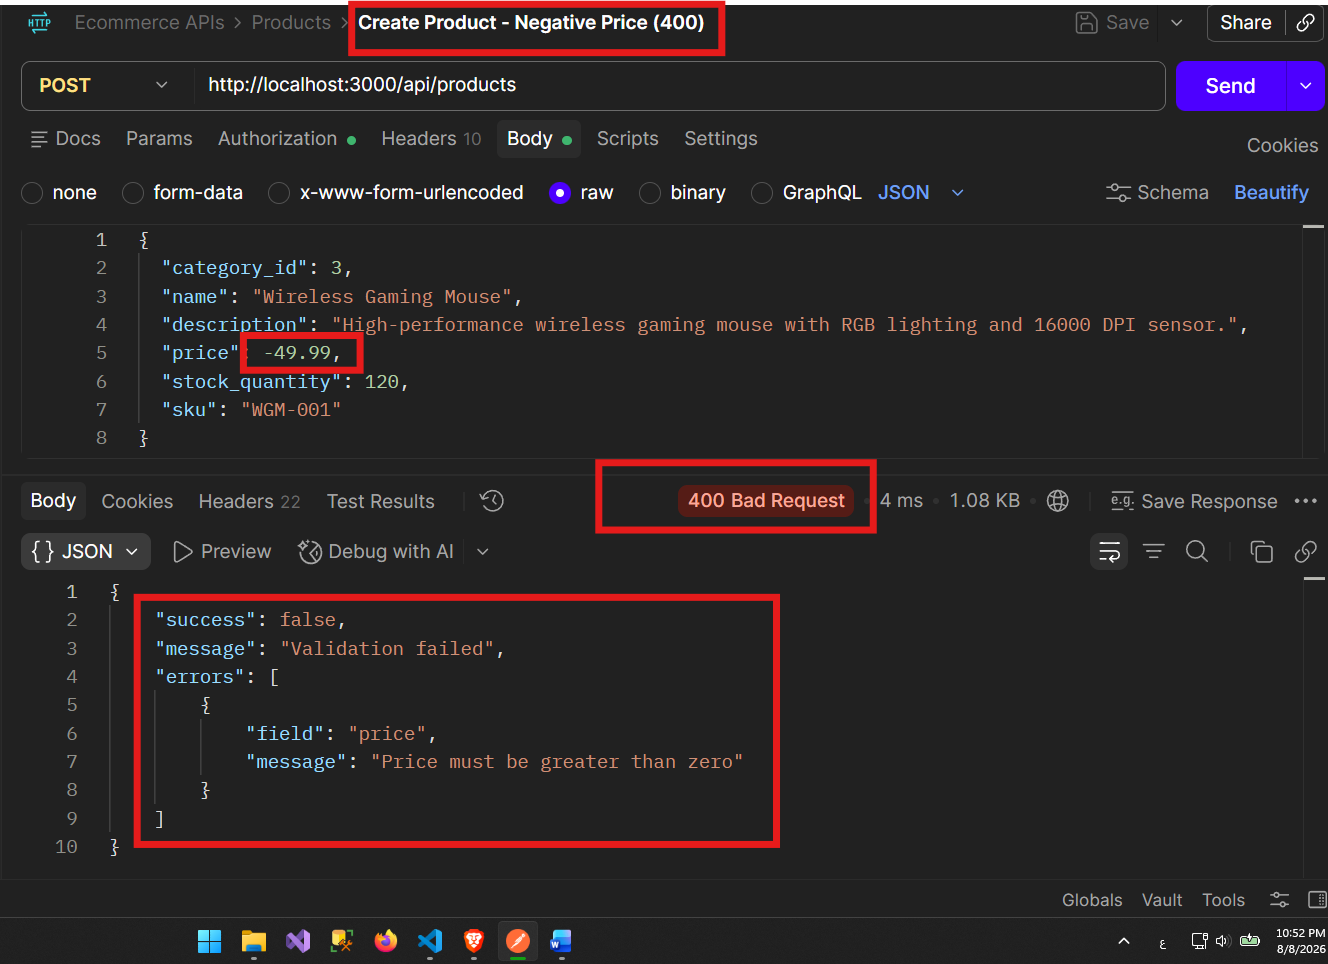 HTTP Ecommerce APIs > Products > Create Product - Negative Price (400) Save Share
POST http://localhost:3000/api/products Send
Docs Params Authorization Headers 10 Body Scripts Settings Cookies
none form-data x-www-form-urlencoded raw binary GraphQL JSON Schema Beautify
1 {
2 "category_id": 3,
3 "name": "Wireless Gaming Mouse",
4 "description": "High-performance wireless gaming mouse with RGB lighting and 16000 DPI sensor.",
5 "price": -49.99,
6 "stock_quantity": 120,
7 "sku": "WGM-001"
8 }
Body Cookies Headers 22 Test Results 400 Bad Request 4 ms 1.08 KB e.g. Save Response
{} JSON Preview Debug with AI
1 {
2 "success": false,
3 "message": "Validation failed",
4 "errors": [
5 {
6 "field": "price",
7 "message": "Price must be greater than zero"
8 }
9 ]
10 }
Globals Vault Tools
ع 10:52 PM
8/8/2026